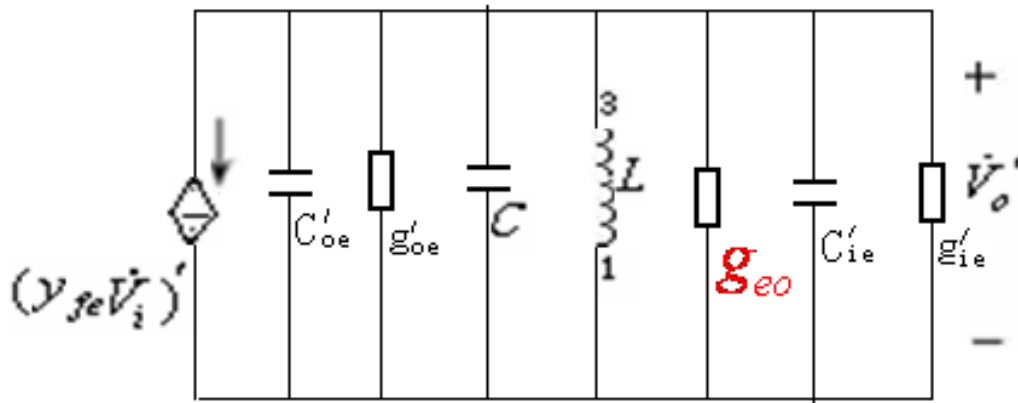 3
+
L
C
C′oe
g′oe
V̇o′
C′ie
g′ie
1
geo
(yfeV̇i)′
−